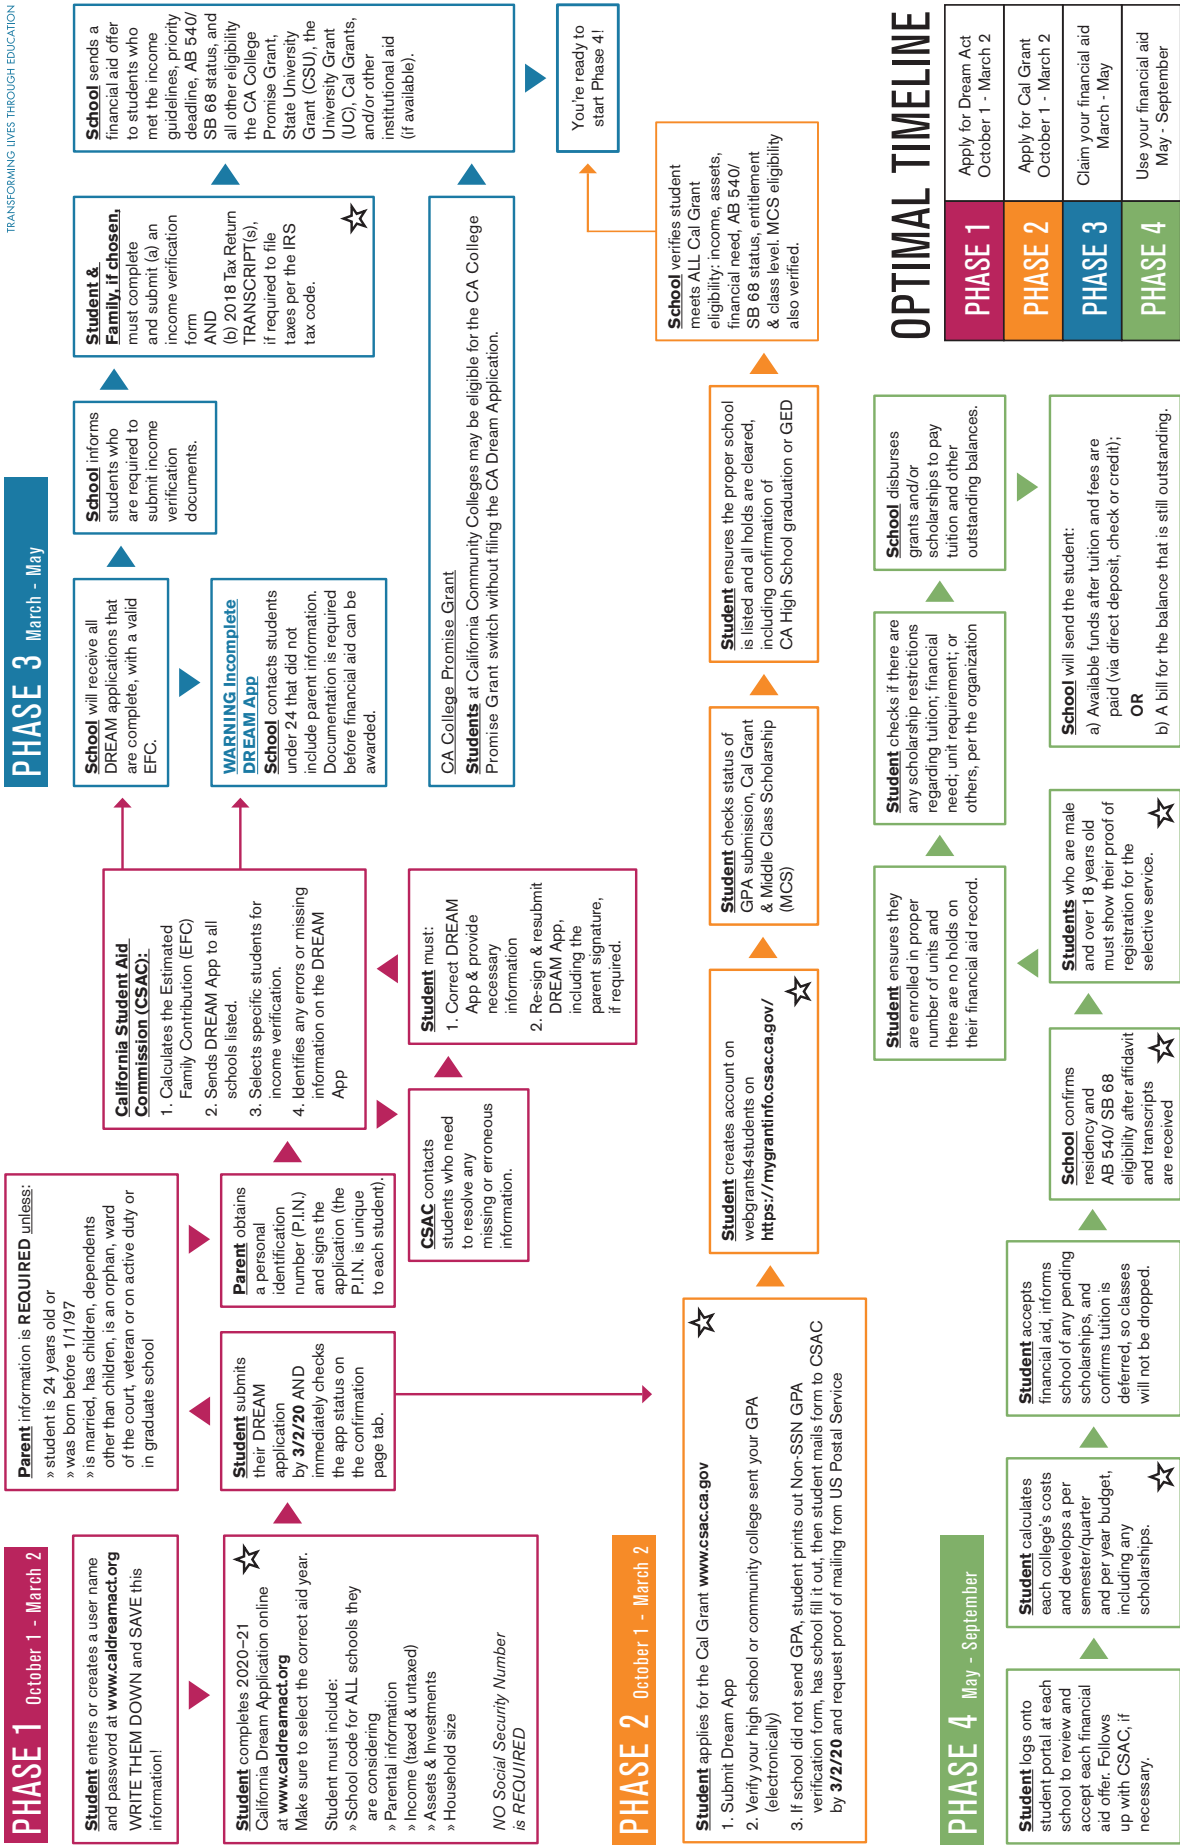 TRANSFORMING LIVES THROUGH EDUCATION
PHASE 1 October 1 - March 2
Student enters or creates a user name
and password at www.caldreamact.org
WRITE THEM DOWN and SAVE this
information!
Student completes 2020–21
California Dream Application online
at www.caldreamact.org
Make sure to select the correct aid year.
Student must include:
» School code for ALL schools they
are considering
» Parental information
» Income (taxed & untaxed)
» Assets & Investments
» Household size
NO Social Security Number
is REQUIRED
Student submits
their DREAM
application
by 3/2/20 AND
immediately checks
the app status on
the confirmation
page tab.
Parent information is REQUIRED unless:
» student is 24 years old or
» was born before 1/1/97
» is married, has children, dependents
other than children, is an orphan, ward
of the court, veteran or on active duty or
in graduate school
Parent obtains
a personal
identification
number (P.I.N.)
and signs the
application (the
P.I.N. is unique
to each student).
California Student Aid
Commission (CSAC):
1. Calculates the Estimated
Family Contribution (EFC)
2. Sends DREAM App to all
schools listed.
3. Selects specific students for
income verification.
4. Identifies any errors or missing
information on the DREAM
App
CSAC contacts
students who need
to resolve any
missing or erroneous
information.
Student must:
1. Correct DREAM
App & provide
necessary
information
2. Re-sign & resubmit
DREAM App,
including the
parent signature,
if required.
PHASE 3 March - May
School will receive all
DREAM applications that
are complete, with a valid
EFC.
WARNING Incomplete
DREAM App
School contacts students
under 24 that did not
include parent information.
Documentation is required
before financial aid can be
awarded.
School informs
students who
are required to
submit income
verification
documents.
Student &
Family, if chosen,
must complete
and submit (a) an
income verification
form
AND
(b) 2018 Tax Return
TRANSCRIPT(s),
if required to file
taxes per the IRS
tax code.
School sends a
financial aid offer
to students who
met the income
guidelines, priority
deadline, AB 540/
SB 68 status, and
all other eligibility
the CA College
Promise Grant,
State University
Grant (CSU), the
University Grant
(UC), Cal Grants,
and/or other
institutional aid
(if available).
CA College Promise Grant
Students at California Community Colleges may be eligible for the CA College
Promise Grant switch without filing the CA Dream Application.
You're ready to
start Phase 4!
PHASE 2 October 1 - March 2
Student applies for the Cal Grant www.csac.ca.gov
1. Submit Dream App
2. Verify your high school or community college sent your GPA
(electronically)
3. If school did not send GPA, student prints out Non-SSN GPA
verification form, has school fill it out, then student mails form to CSAC
by 3/2/20 and request proof of mailing from US Postal Service
Student creates account on
webgrants4students on
https://mygrantinfo.csac.ca.gov/
Student checks status of
GPA submission, Cal Grant
& Middle Class Scholarship
(MCS)
Student ensures the proper school
is listed and all holds are cleared,
including confirmation of
CA High School graduation or GED
School verifies student
meets ALL Cal Grant
eligibility: income, assets,
financial need, AB 540/
SB 68 status, entitlement
& class level. MCS eligibility
also verified.
PHASE 4 May - September
Student logs onto
student portal at each
school to review and
accept each financial
aid offer. Follows
up with CSAC, if
necessary.
Student calculates
each college's costs
and develops a per
semester/quarter
and per year budget,
including any
scholarships.
Student accepts
financial aid, informs
school of any pending
scholarships, and
confirms tuition is
deferred, so classes
will not be dropped.
School confirms
residency and
AB 540/ SB 68
eligibility after affidavit
and transcripts
are received
Students who are male
and over 18 years old
must show their proof of
registration for the
selective service.
Student ensures they
are enrolled in proper
number of units and
there are no holds on
their financial aid record.
Student checks if there are
any scholarship restrictions
regarding tuition; financial
need; unit requirement; or
others, per the organization
School disburses
grants and/or
scholarships to pay
tuition and other
outstanding balances.
School will send the student:
a) Available funds after tuition and fees are
paid (via direct deposit, check or credit);
OR
b) A bill for the balance that is still outstanding.
OPTIMAL TIMELINE
PHASE 1
Apply for Dream Act
October 1 - March 2
PHASE 2
Apply for Cal Grant
October 1 - March 2
PHASE 3
Claim your financial aid
March - May
PHASE 4
Use your financial aid
May - September